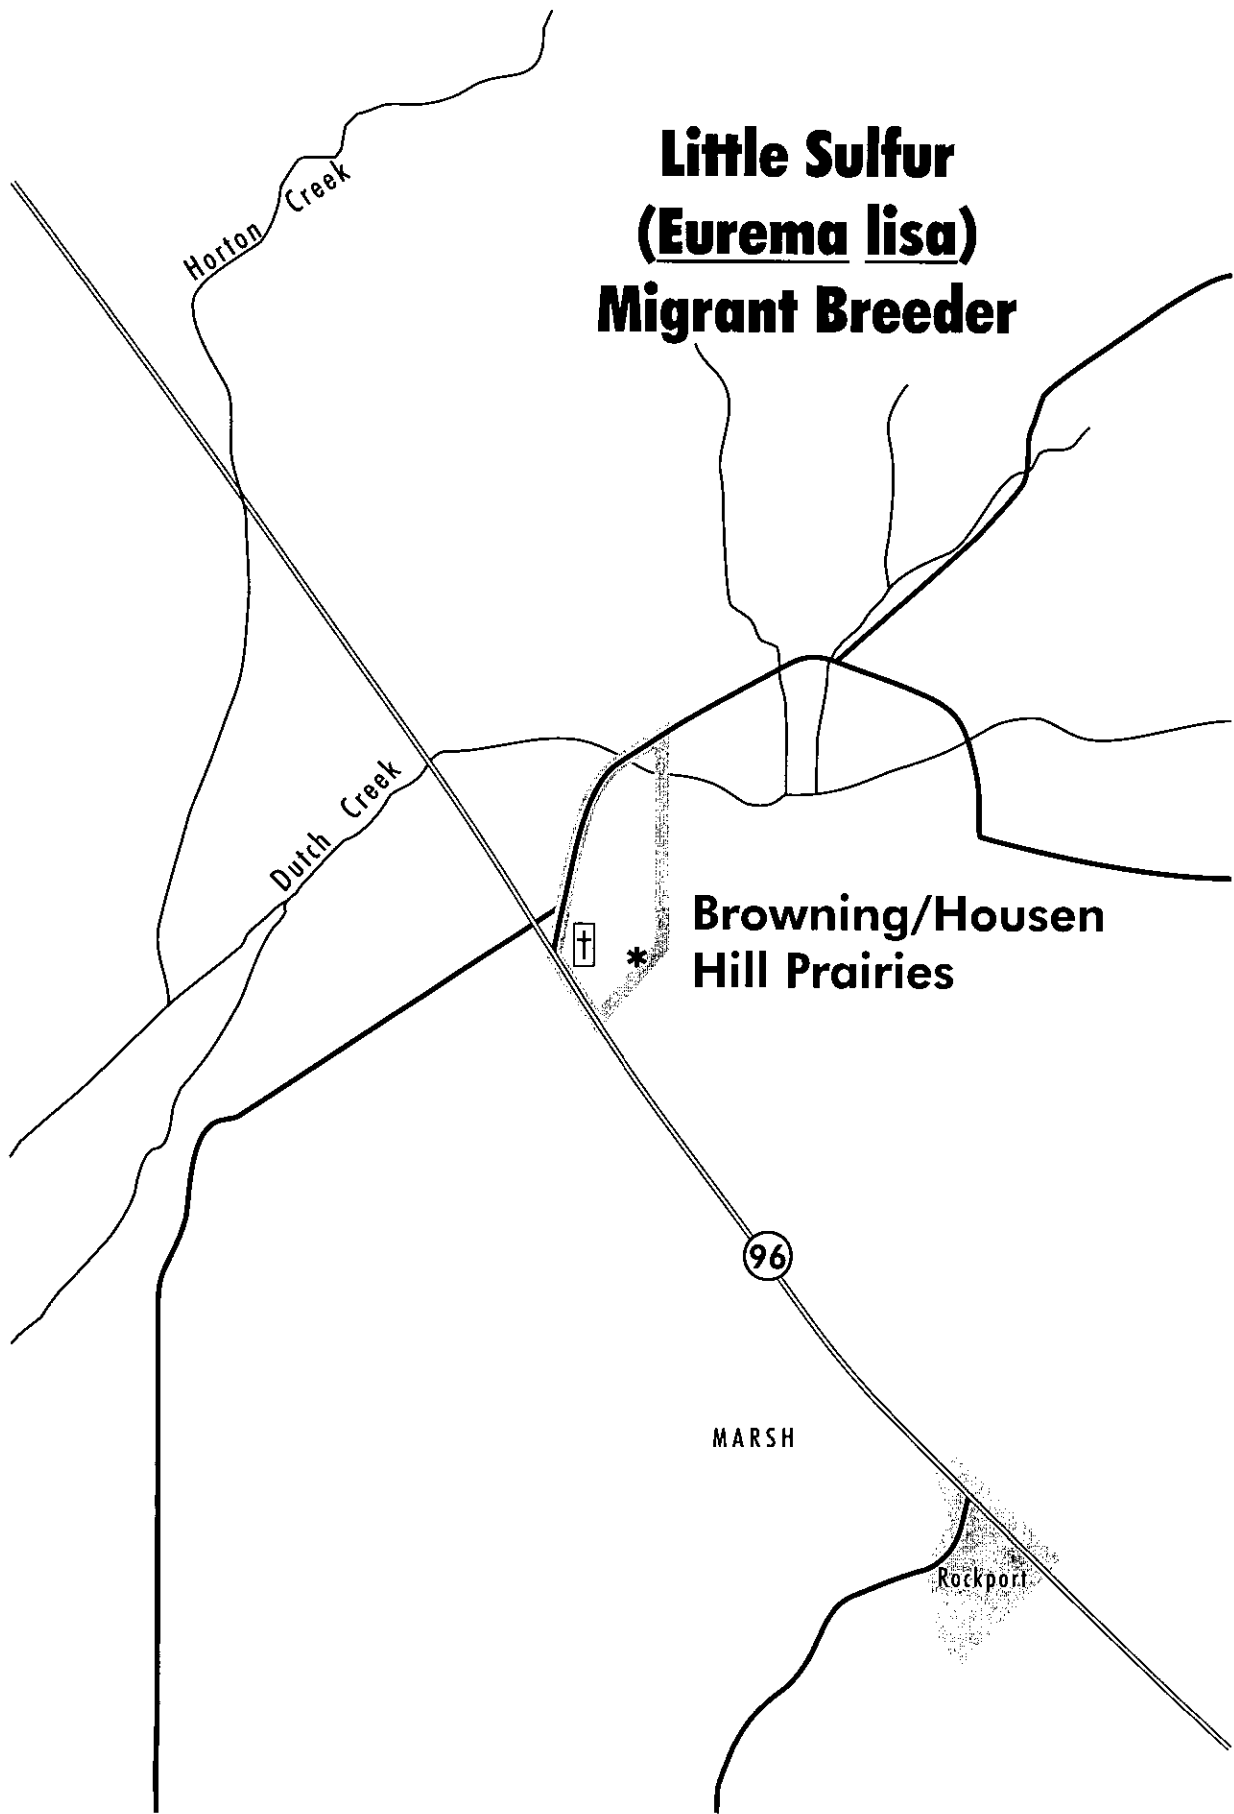 Little Sulfur
(Eurema lisa)
Migrant Breeder
Horton Creek
Dutch Creek
Browning/Housen
Hill Prairies
*
96
MARSH
Rockport